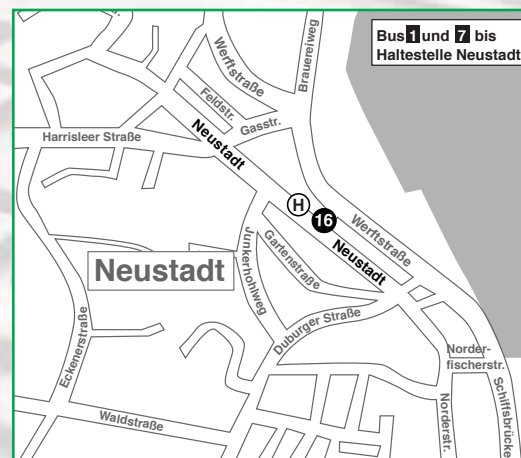 Bus 1 und 7 bis
Haltestelle Neustadt
Werftstraße
Brauereiweg
Feldstr.
Gasstr.
Harrisleer Straße
Neustadt
H
16
Werftstraße
Neustadt
Gartenstraße
Junkerhohlweg
Neustadt
Duburger Straße
Eckenerstraße
Norder-
fischerstr.
Schiffsbrücke
Norderstr.
Waldstraße